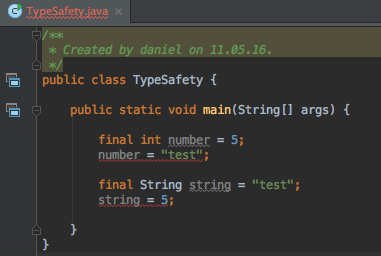 TypeSafety.java
/**
 * Created by daniel on 11.05.16.
 */
public class TypeSafety {
    public static void main(String[] args) {
        final int number = 5;
        number = "test";
        final String string = "test";
        string = 5;
    }
}